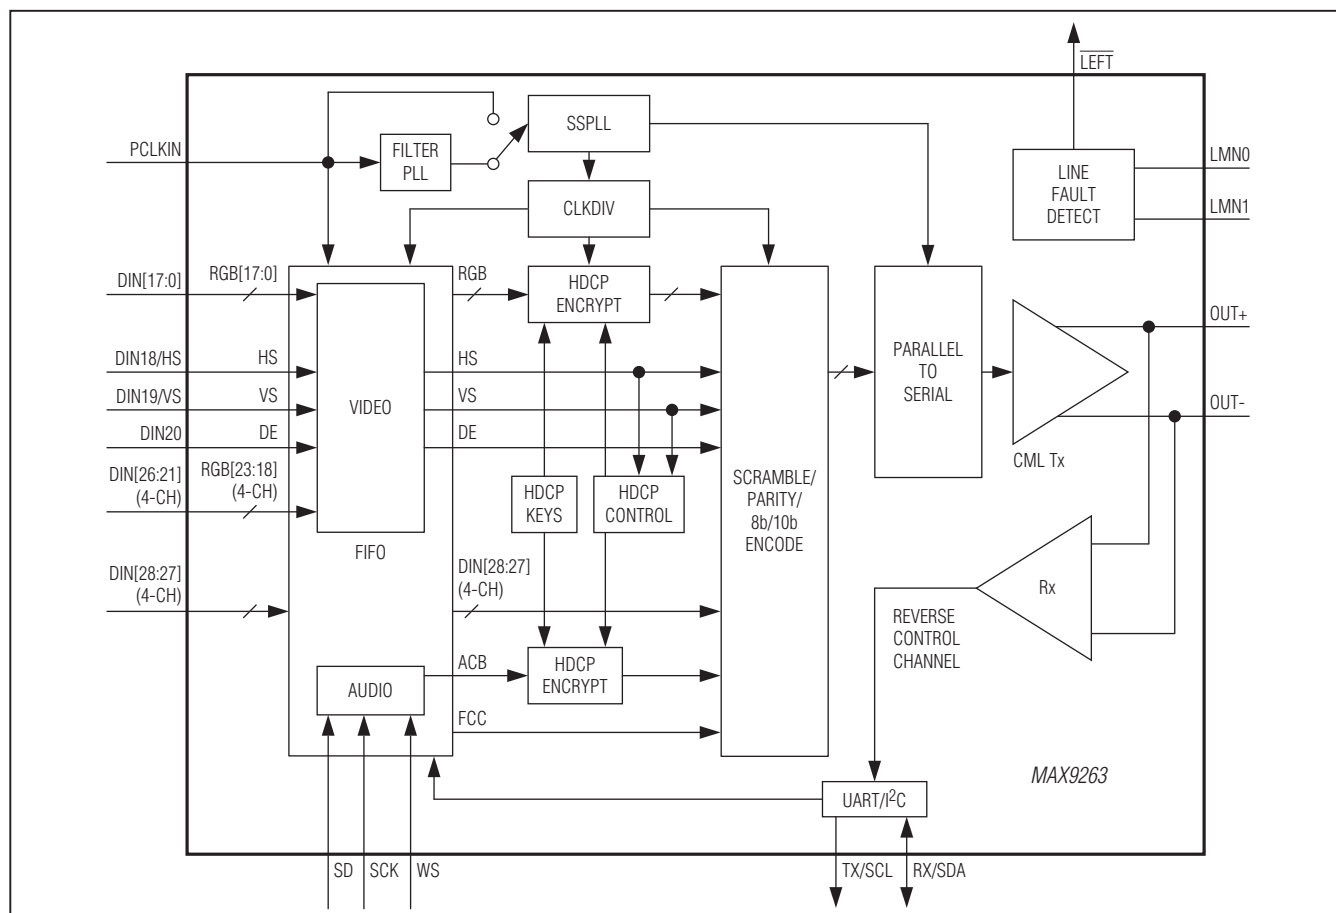 LEFT
SSPLL
PCLKIN
FILTER
PLL
LINE
FAULT
DETECT
LMN0
LMN1
CLKDIV
DIN[17:0]
RGB[17:0]
RGB
HDCP
ENCRYPT
OUT+
DIN18/HS
HS
HS
PARALLEL
TO
SERIAL
DIN19/VS
VS
VIDEO
VS
OUT-
DIN20
DE
DE
CML Tx
DIN[26:21]
(4-CH)
RGB[23:18]
(4-CH)
HDCP
KEYS
HDCP
CONTROL
SCRAMBLE/
PARITY/
8b/10b
ENCODE
FIFO
DIN[28:27]
(4-CH)
DIN[28:27]
(4-CH)
Rx
REVERSE
CONTROL
CHANNEL
ACB
HDCP
ENCRYPT
AUDIO
FCC
MAX9263
UART/I2C
SD
SCK
WS
TX/SCL
RX/SDA